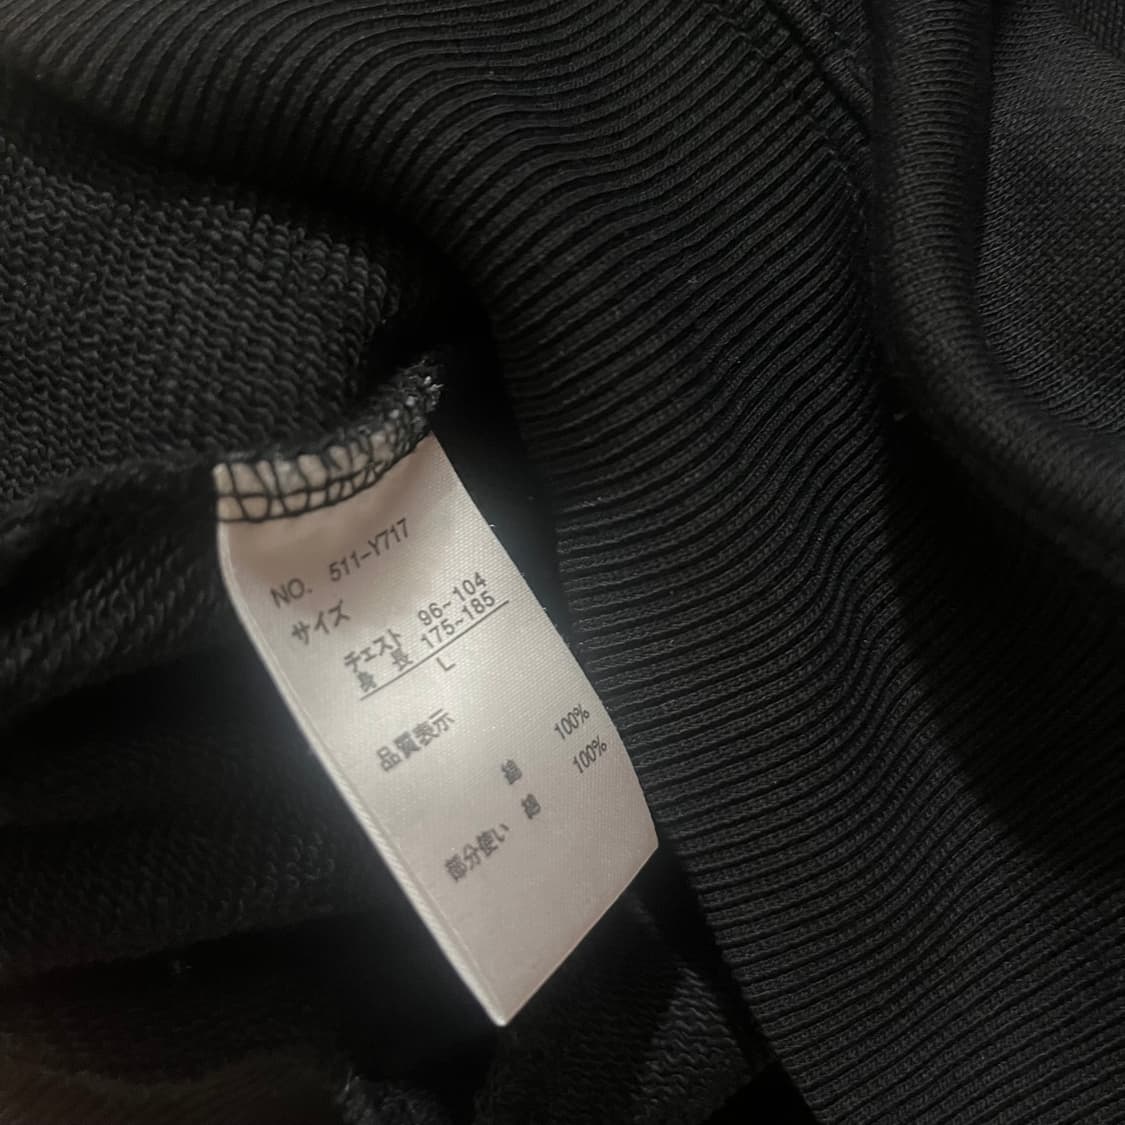 NO. 511-Y717
サイズ
チェスト 96~104
身長 175~185
L
品質表示
綿 100%
部分使い 綿 100%